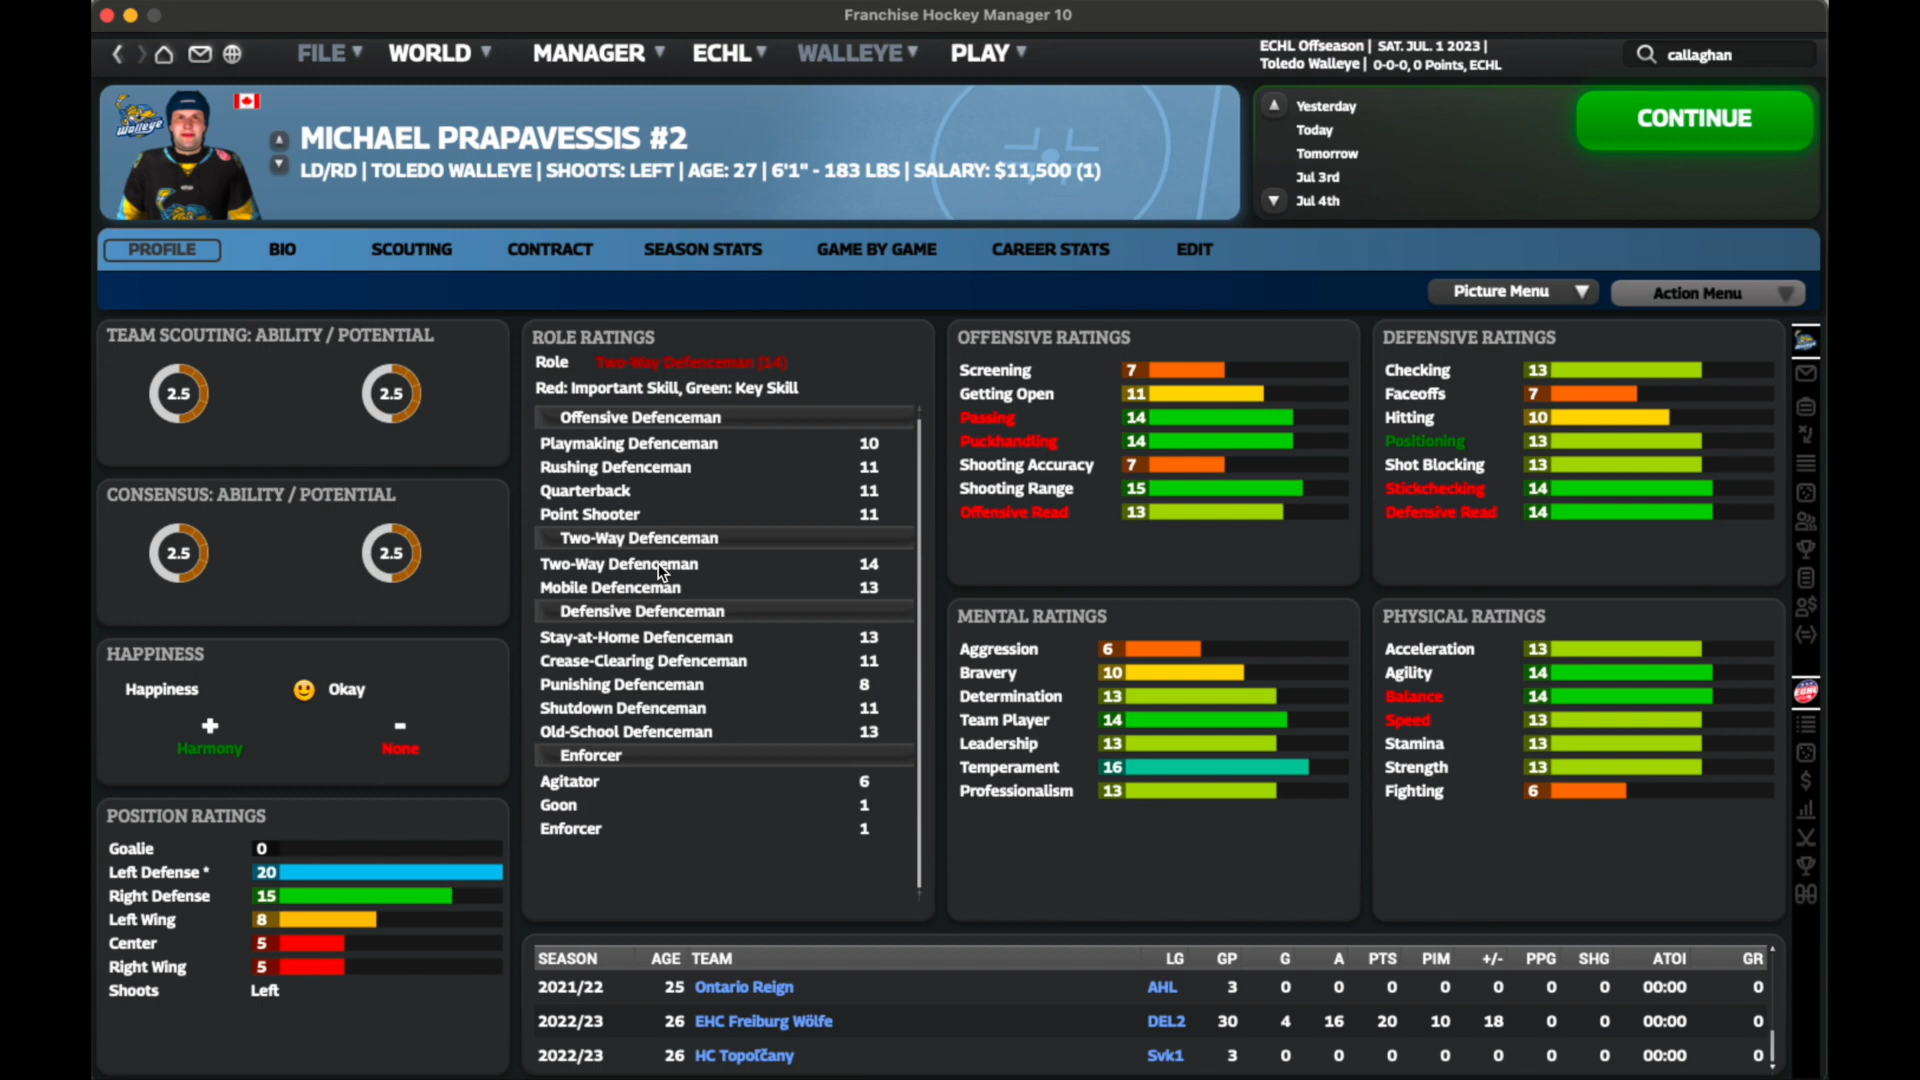 Franchise Hockey Manager 10
FILE WORLD MANAGER ECHL WALLEYE PLAY
ECHL Offseason | SAT. JUL. 1 2023 |
Toledo Walleye | 0-0-0, 0 Points, ECHL
callaghan
Walleye
MICHAEL PRAPAVESSIS #2
LD/RD | TOLEDO WALLEYE | SHOOTS: LEFT | AGE: 27 | 6'1" - 183 LBS | SALARY: $11,500 (1)
Yesterday
Today
Tomorrow
Jul 3rd
Jul 4th
CONTINUE
PROFILE BIO SCOUTING CONTRACT SEASON STATS GAME BY GAME CAREER STATS EDIT
Picture Menu Action Menu
TEAM SCOUTING: ABILITY / POTENTIAL
2.5 2.5
CONSENSUS: ABILITY / POTENTIAL
2.5 2.5
HAPPINESS
Happiness Okay
+ -
Harmony None
POSITION RATINGS
Goalie 0
Left Defense * 20
Right Defense 15
Left Wing 8
Center 5
Right Wing 5
Shoots Left
ROLE RATINGS
Role Two-Way Defenceman (14)
Red: Important Skill, Green: Key Skill
Offensive Defenceman
Playmaking Defenceman 10
Rushing Defenceman 11
Quarterback 11
Point Shooter 11
Two-Way Defenceman
Two-Way Defenceman 14
Mobile Defenceman 13
Defensive Defenceman
Stay-at-Home Defenceman 13
Crease-Clearing Defenceman 11
Punishing Defenceman 8
Shutdown Defenceman 11
Old-School Defenceman 13
Enforcer
Agitator 6
Goon 1
Enforcer 1
OFFENSIVE RATINGS
Screening 7
Getting Open 11
Passing 14
Puckhandling 14
Shooting Accuracy 7
Shooting Range 15
Offensive Read 13
DEFENSIVE RATINGS
Checking 13
Faceoffs 7
Hitting 10
Positioning 13
Shot Blocking 13
Stickchecking 14
Defensive Read 14
MENTAL RATINGS
Aggression 6
Bravery 10
Determination 13
Team Player 14
Leadership 13
Temperament 16
Professionalism 13
PHYSICAL RATINGS
Acceleration 13
Agility 14
Balance 14
Speed 13
Stamina 13
Strength 13
Fighting 6
SEASON AGE TEAM LG GP G A PTS PIM +/- PPG SHG ATOI GR
2021/22 25 Ontario Reign AHL 3 0 0 0 0 0 0 0 00:00 0
2022/23 26 EHC Freiburg Wölfe DEL2 30 4 16 20 10 18 0 0 00:00 0
2022/23 26 HC Topoľčany Svk1 3 0 0 0 0 0 0 0 00:00 0
ECHL